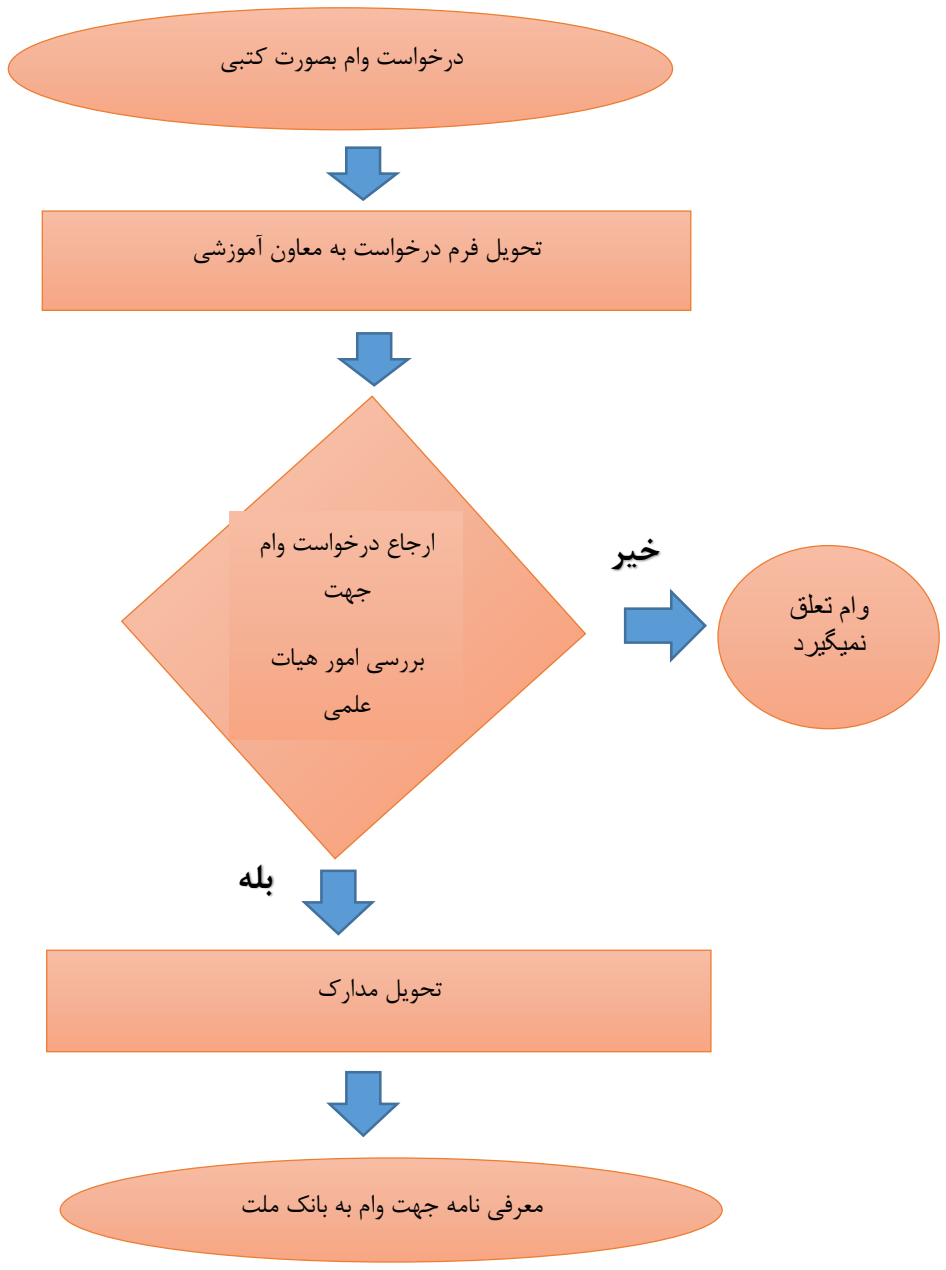 درخواست وام بصورت کتبی
تحویل فرم درخواست به معاون آموزشی
ارجاع درخواست وام
جهت
بررسی امور هیات
علمی
خیر
وام تعلق
نمیگیرد
بله
تحویل مدارک
معرفی نامه جهت وام به بانک ملت